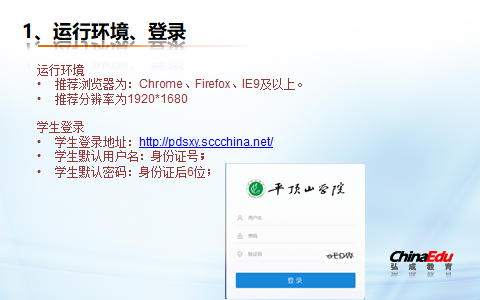 1、运行环境、登录
运行环境
• 推荐浏览器为：Chrome、Firefox、IE9及以上。
• 推荐分辨率为1920*1680
学生登录
• 学生登录地址：http://pdsxy.sccchina.net/
• 学生默认用户名：身份证号；
• 学生默认密码：身份证后6位；
平顶山学院
用户名
密码
验证码
登录
ChinaEdu
弘成教育